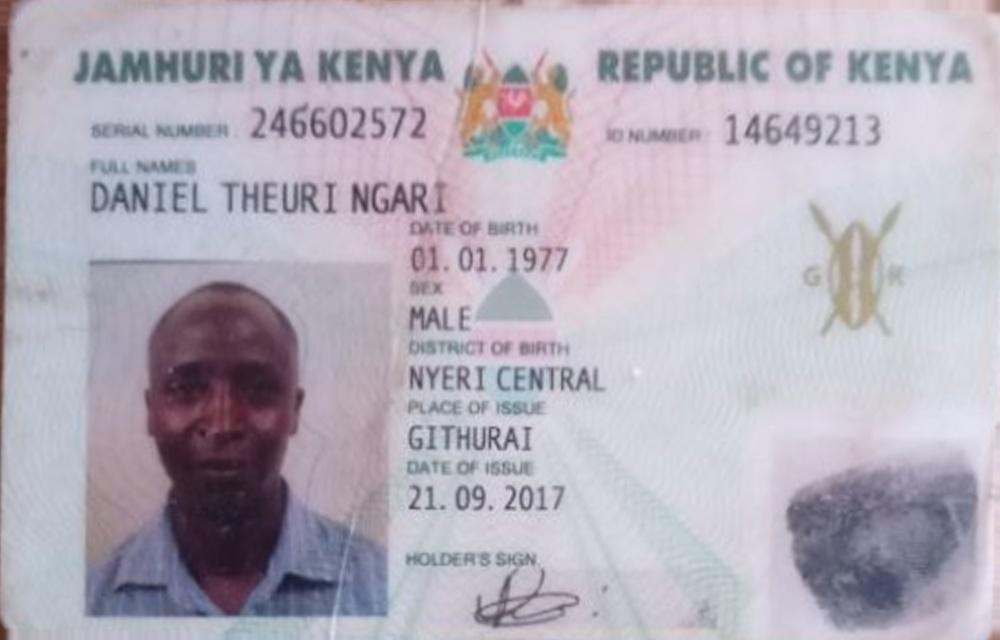 JAMHURI YA KENYA REPUBLIC OF KENYA
SERIAL NUMBER: 246602572 ID NUMBER: 14649213
FULL NAMES
DANIEL THEURI NGARI
DATE OF BIRTH
01. 01. 1977
SEX
MALE
DISTRICT OF BIRTH
NYERI CENTRAL
PLACE OF ISSUE
GITHURAI
DATE OF ISSUE
21. 09. 2017
HOLDER'S SIGN.
G K